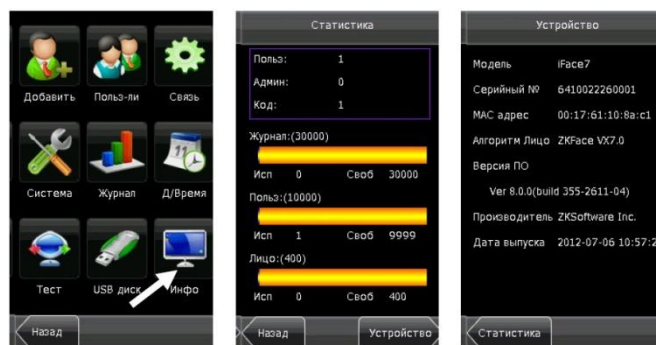 Добавить Польз-ли Связь
Система Журнал Д/Время
11
Тест USB диск Инфо
Назад
Статистика
Польз: 1
Админ: 0
Код: 1
Журнал:(30000)
Исп 0 Своб 30000
Польз:(10000)
Исп 1 Своб 9999
Лицо:(400)
Исп 0 Своб 400
Назад Устройство
Устройство
Модель iFace7
Серийный № 6410022260001
MAC адрес 00:17:61:10:8a:c1
Алгоритм Лицо ZKFace VX7.0
Версия ПО
Ver 8.0.0(build 355-2611-04)
Производитель ZKSoftware Inc.
Дата выпуска 2012-07-06 10:57:2
Статистика